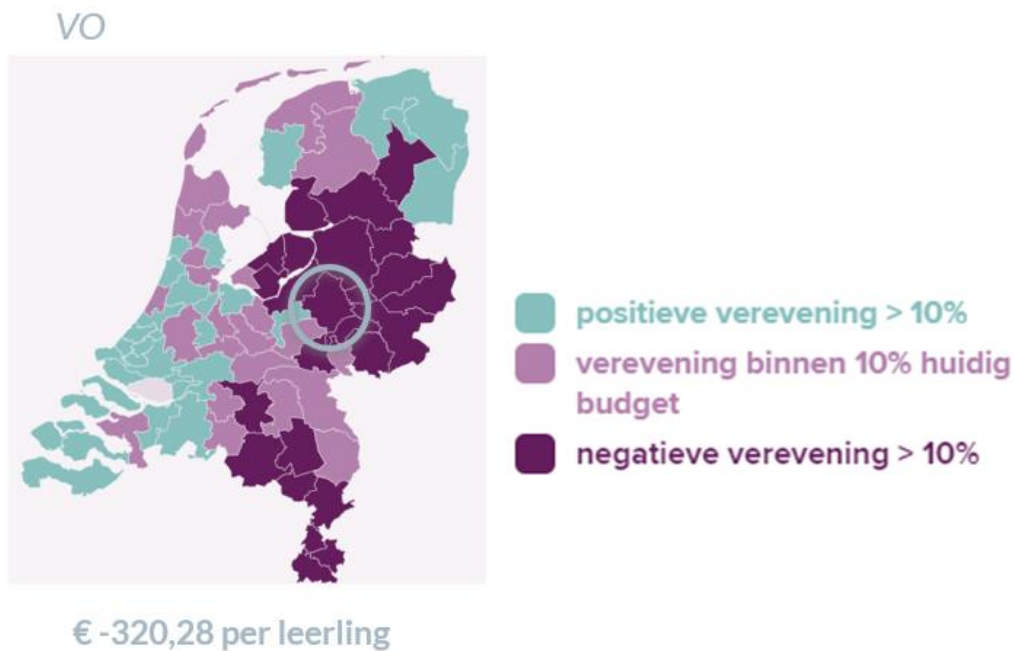 VO
positieve verevening > 10%
verevening binnen 10% huidig
budget
negatieve verevening > 10%
€ -320,28 per leerling